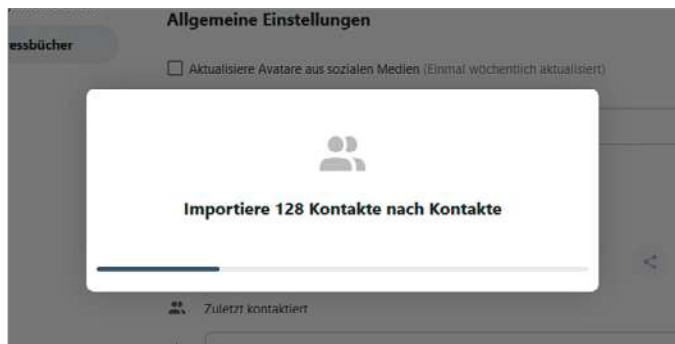 Allgemeine Einstellungen
essbücher
Aktualisiere Avatare aus sozialen Medien (Einmal wöchentlich aktualisiert)
Importiere 128 Kontakte nach Kontakte
Zuletzt kontaktiert